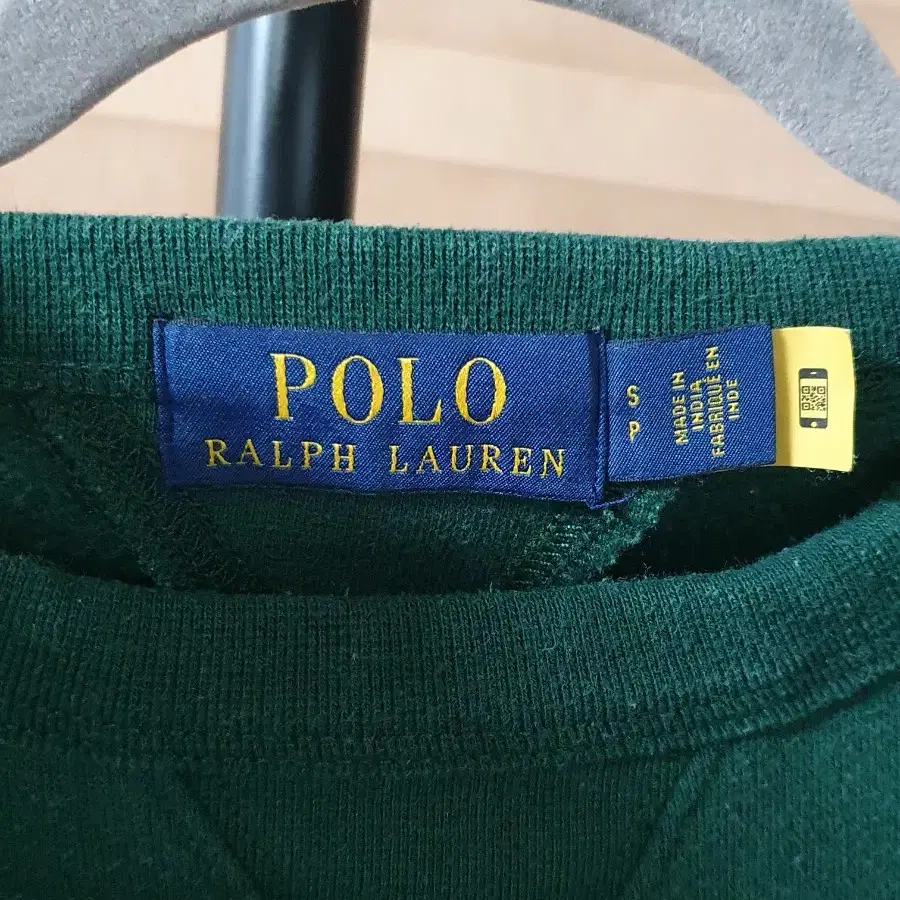 POLO
RALPH LAUREN
S
P
MADE IN
INDIA
FABRIQUÉ EN
INDE